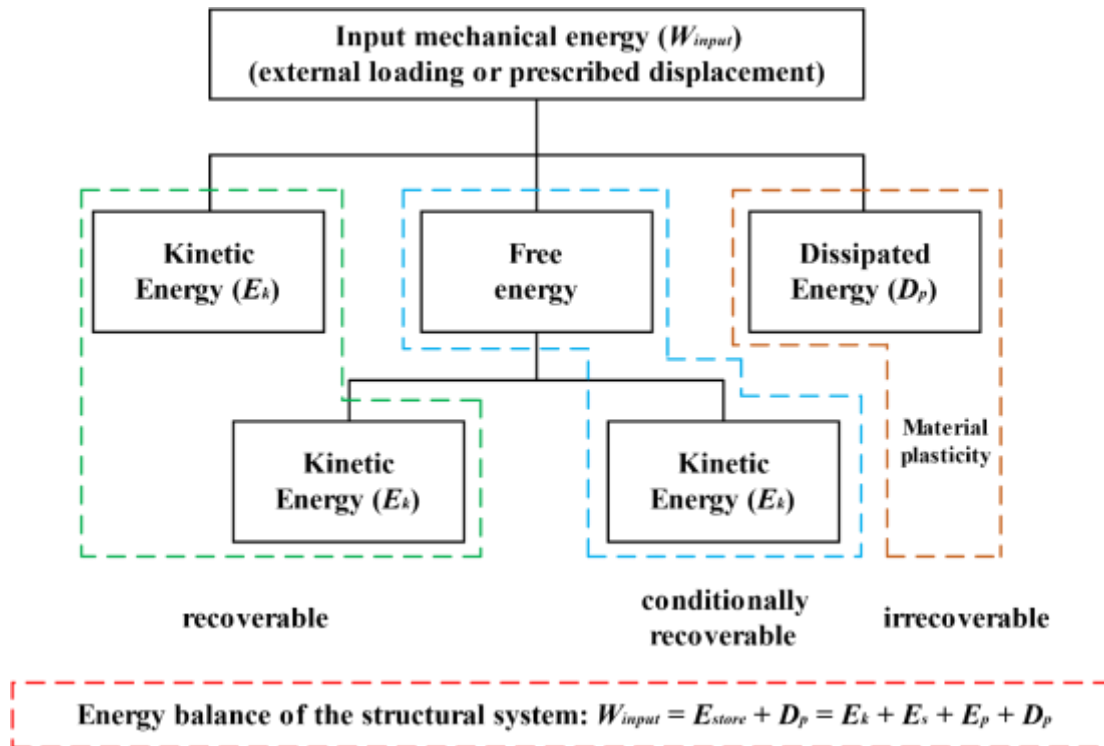 Input mechanical energy (Winput)
(external loading or prescribed displacement)
Kinetic
Energy (Ek)
Free
energy
Dissipated
Energy (Dp)
Kinetic
Energy (Ek)
Kinetic
Energy (Ek)
Material
plasticity
recoverable
conditionally
recoverable
irrecoverable
Energy balance of the structural system: Winput = Estore + Dp = Ek + Es + Ep + Dp